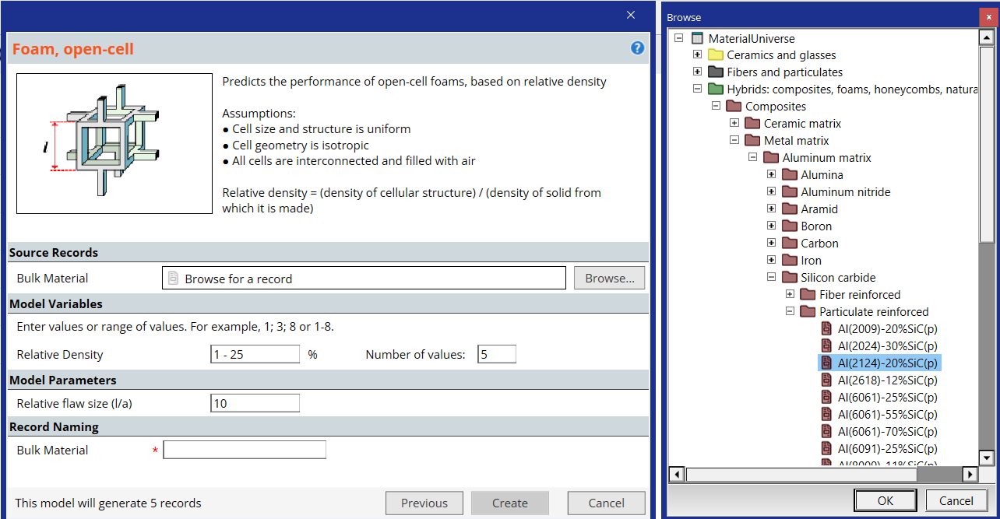 Foam, open-cell
?
l
Predicts the performance of open-cell foams, based on relative density
Assumptions:
● Cell size and structure is uniform
● Cell geometry is isotropic
● All cells are interconnected and filled with air
Relative density = (density of cellular structure) / (density of solid from
which it is made)
Source Records
Bulk Material
Browse for a record
Browse...
Model Variables
Enter values or range of values. For example, 1; 3; 8 or 1-8.
Relative Density
1 - 25
%
Number of values:
5
Model Parameters
Relative flaw size (l/a)
10
Record Naming
Bulk Material
*
This model will generate 5 records
Previous
Create
Cancel
Browse
MaterialUniverse
Ceramics and glasses
Fibers and particulates
Hybrids: composites, foams, honeycombs, natura
Composites
Ceramic matrix
Metal matrix
Aluminum matrix
Alumina
Aluminum nitride
Aramid
Boron
Carbon
Iron
Silicon carbide
Fiber reinforced
Particulate reinforced
Al(2009)-20%SiC(p)
Al(2024)-30%SiC(p)
Al(2124)-20%SiC(p)
Al(2618)-12%SiC(p)
Al(6061)-25%SiC(p)
Al(6061)-55%SiC(p)
Al(6061)-70%SiC(p)
Al(6091)-25%SiC(p)
Al(8009)-11%SiC(p)
OK
Cancel